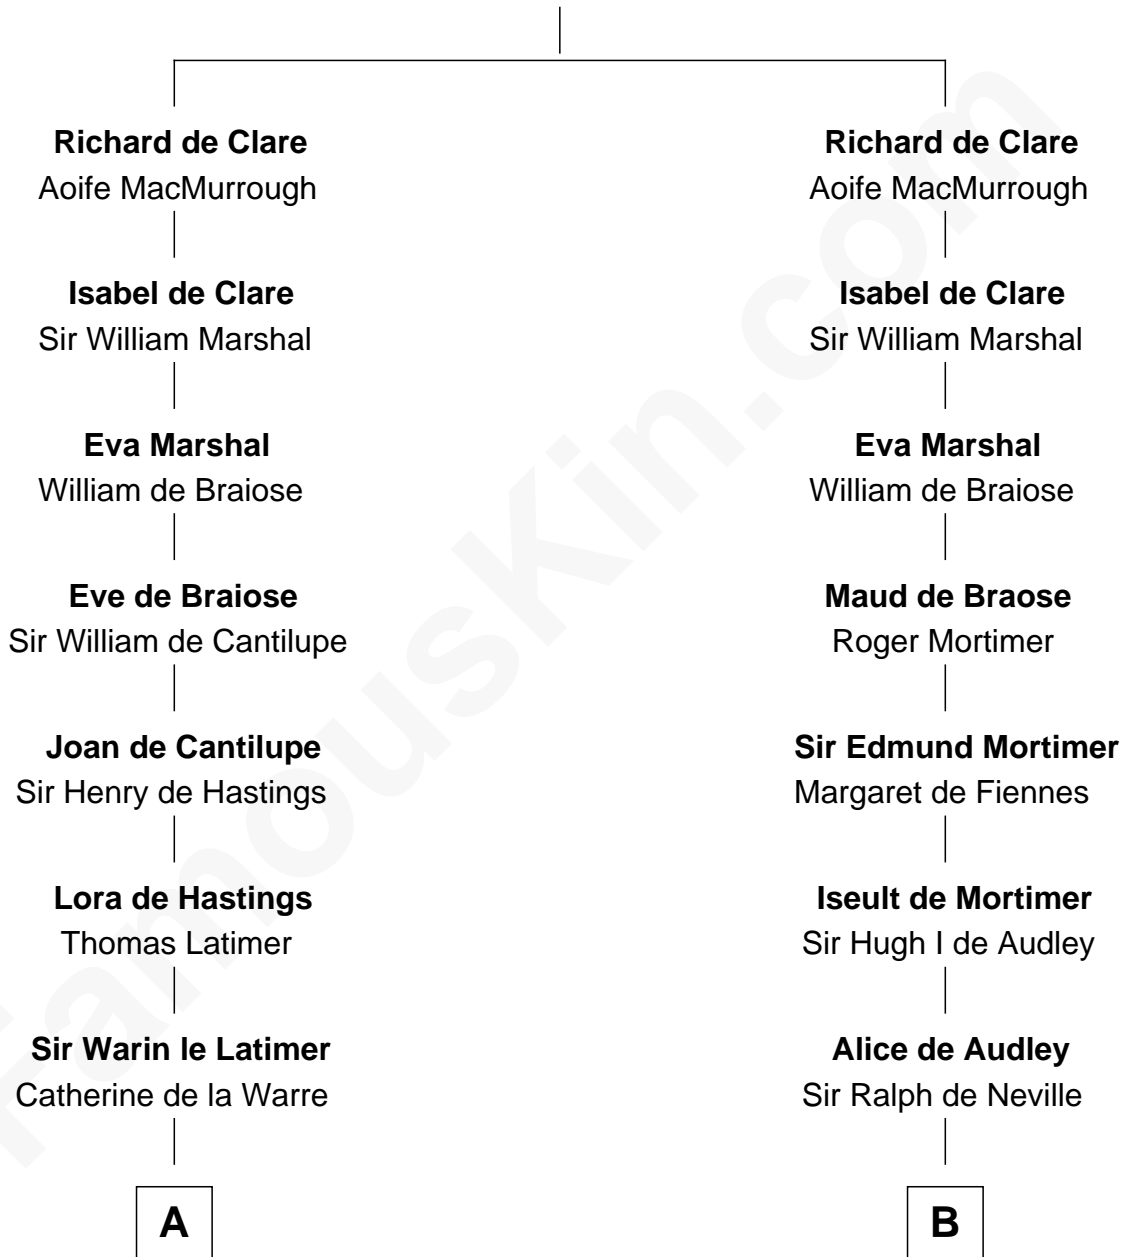 Richard de Clare
Aoife MacMurrough
Isabel de Clare
Sir William Marshal
Eva Marshal
William de Braiose
Eve de Braiose
Sir William de Cantilupe
Joan de Cantilupe
Sir Henry de Hastings
Lora de Hastings
Thomas Latimer
Sir Warin le Latimer
Catherine de la Warre
A
Richard de Clare
Aoife MacMurrough
Isabel de Clare
Sir William Marshal
Eva Marshal
William de Braiose
Maud de Braose
Roger Mortimer
Sir Edmund Mortimer
Margaret de Fiennes
Iseult de Mortimer
Sir Hugh I de Audley
Alice de Audley
Sir Ralph de Neville
B
FamousKin.com